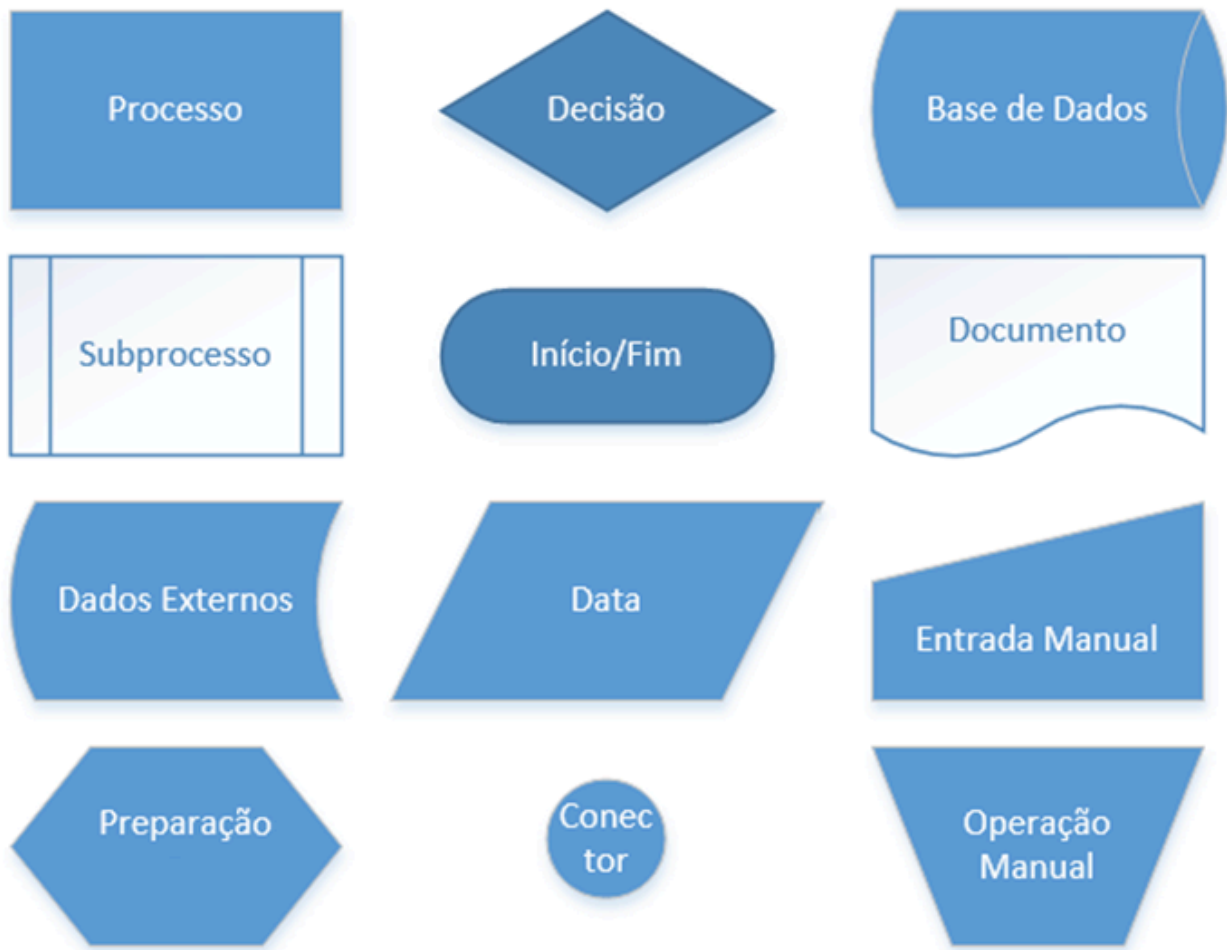 Processo
Decisão
Base de Dados
Subprocesso
Início/Fim
Documento
Dados Externos
Data
Entrada Manual
Preparação
Conec
tor
Operação
Manual